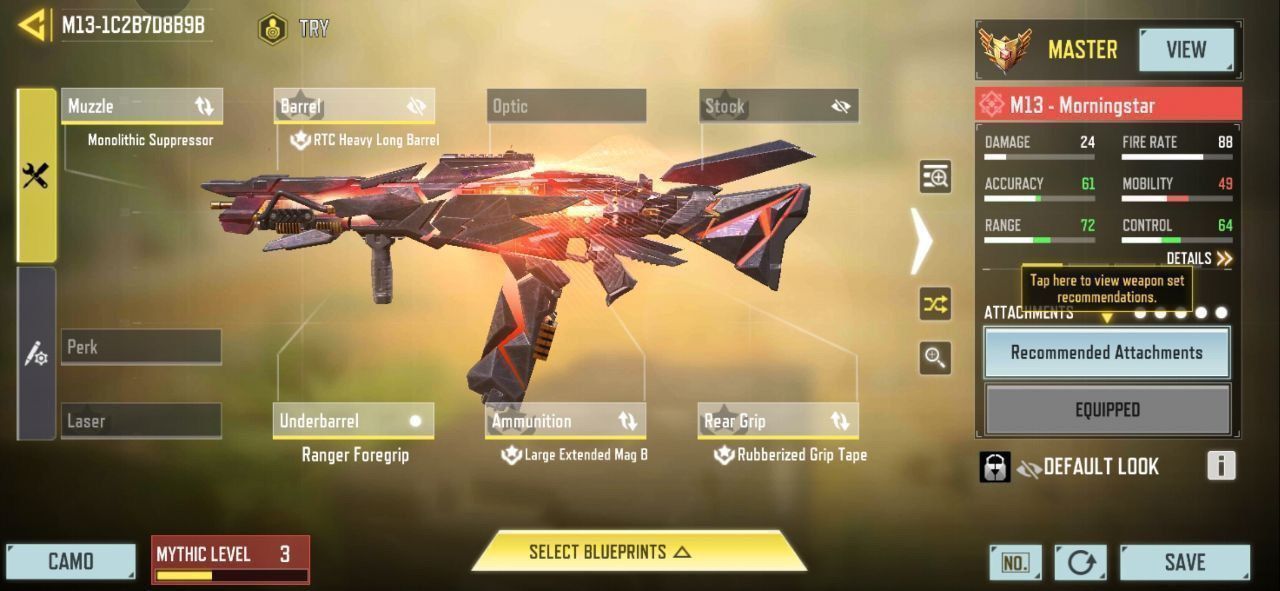 M13-1C2B7D8B9B
TRY
MASTER
VIEW
M13 - Morningstar
DAMAGE 24
FIRE RATE 88
ACCURACY 61
MOBILITY 49
RANGE 72
CONTROL 64
DETAILS
Tap here to view weapon set
recommendations.
ATTACHMENTS
Recommended Attachments
EQUIPPED
DEFAULT LOOK
Muzzle
Monolithic Suppressor
Barrel
RTC Heavy Long Barrel
Optic
Stock
Perk
Laser
Underbarrel
Ranger Foregrip
Ammunition
Large Extended Mag B
Rear Grip
Rubberized Grip Tape
CAMO
MYTHIC LEVEL 3
SELECT BLUEPRINTS
NO.
SAVE